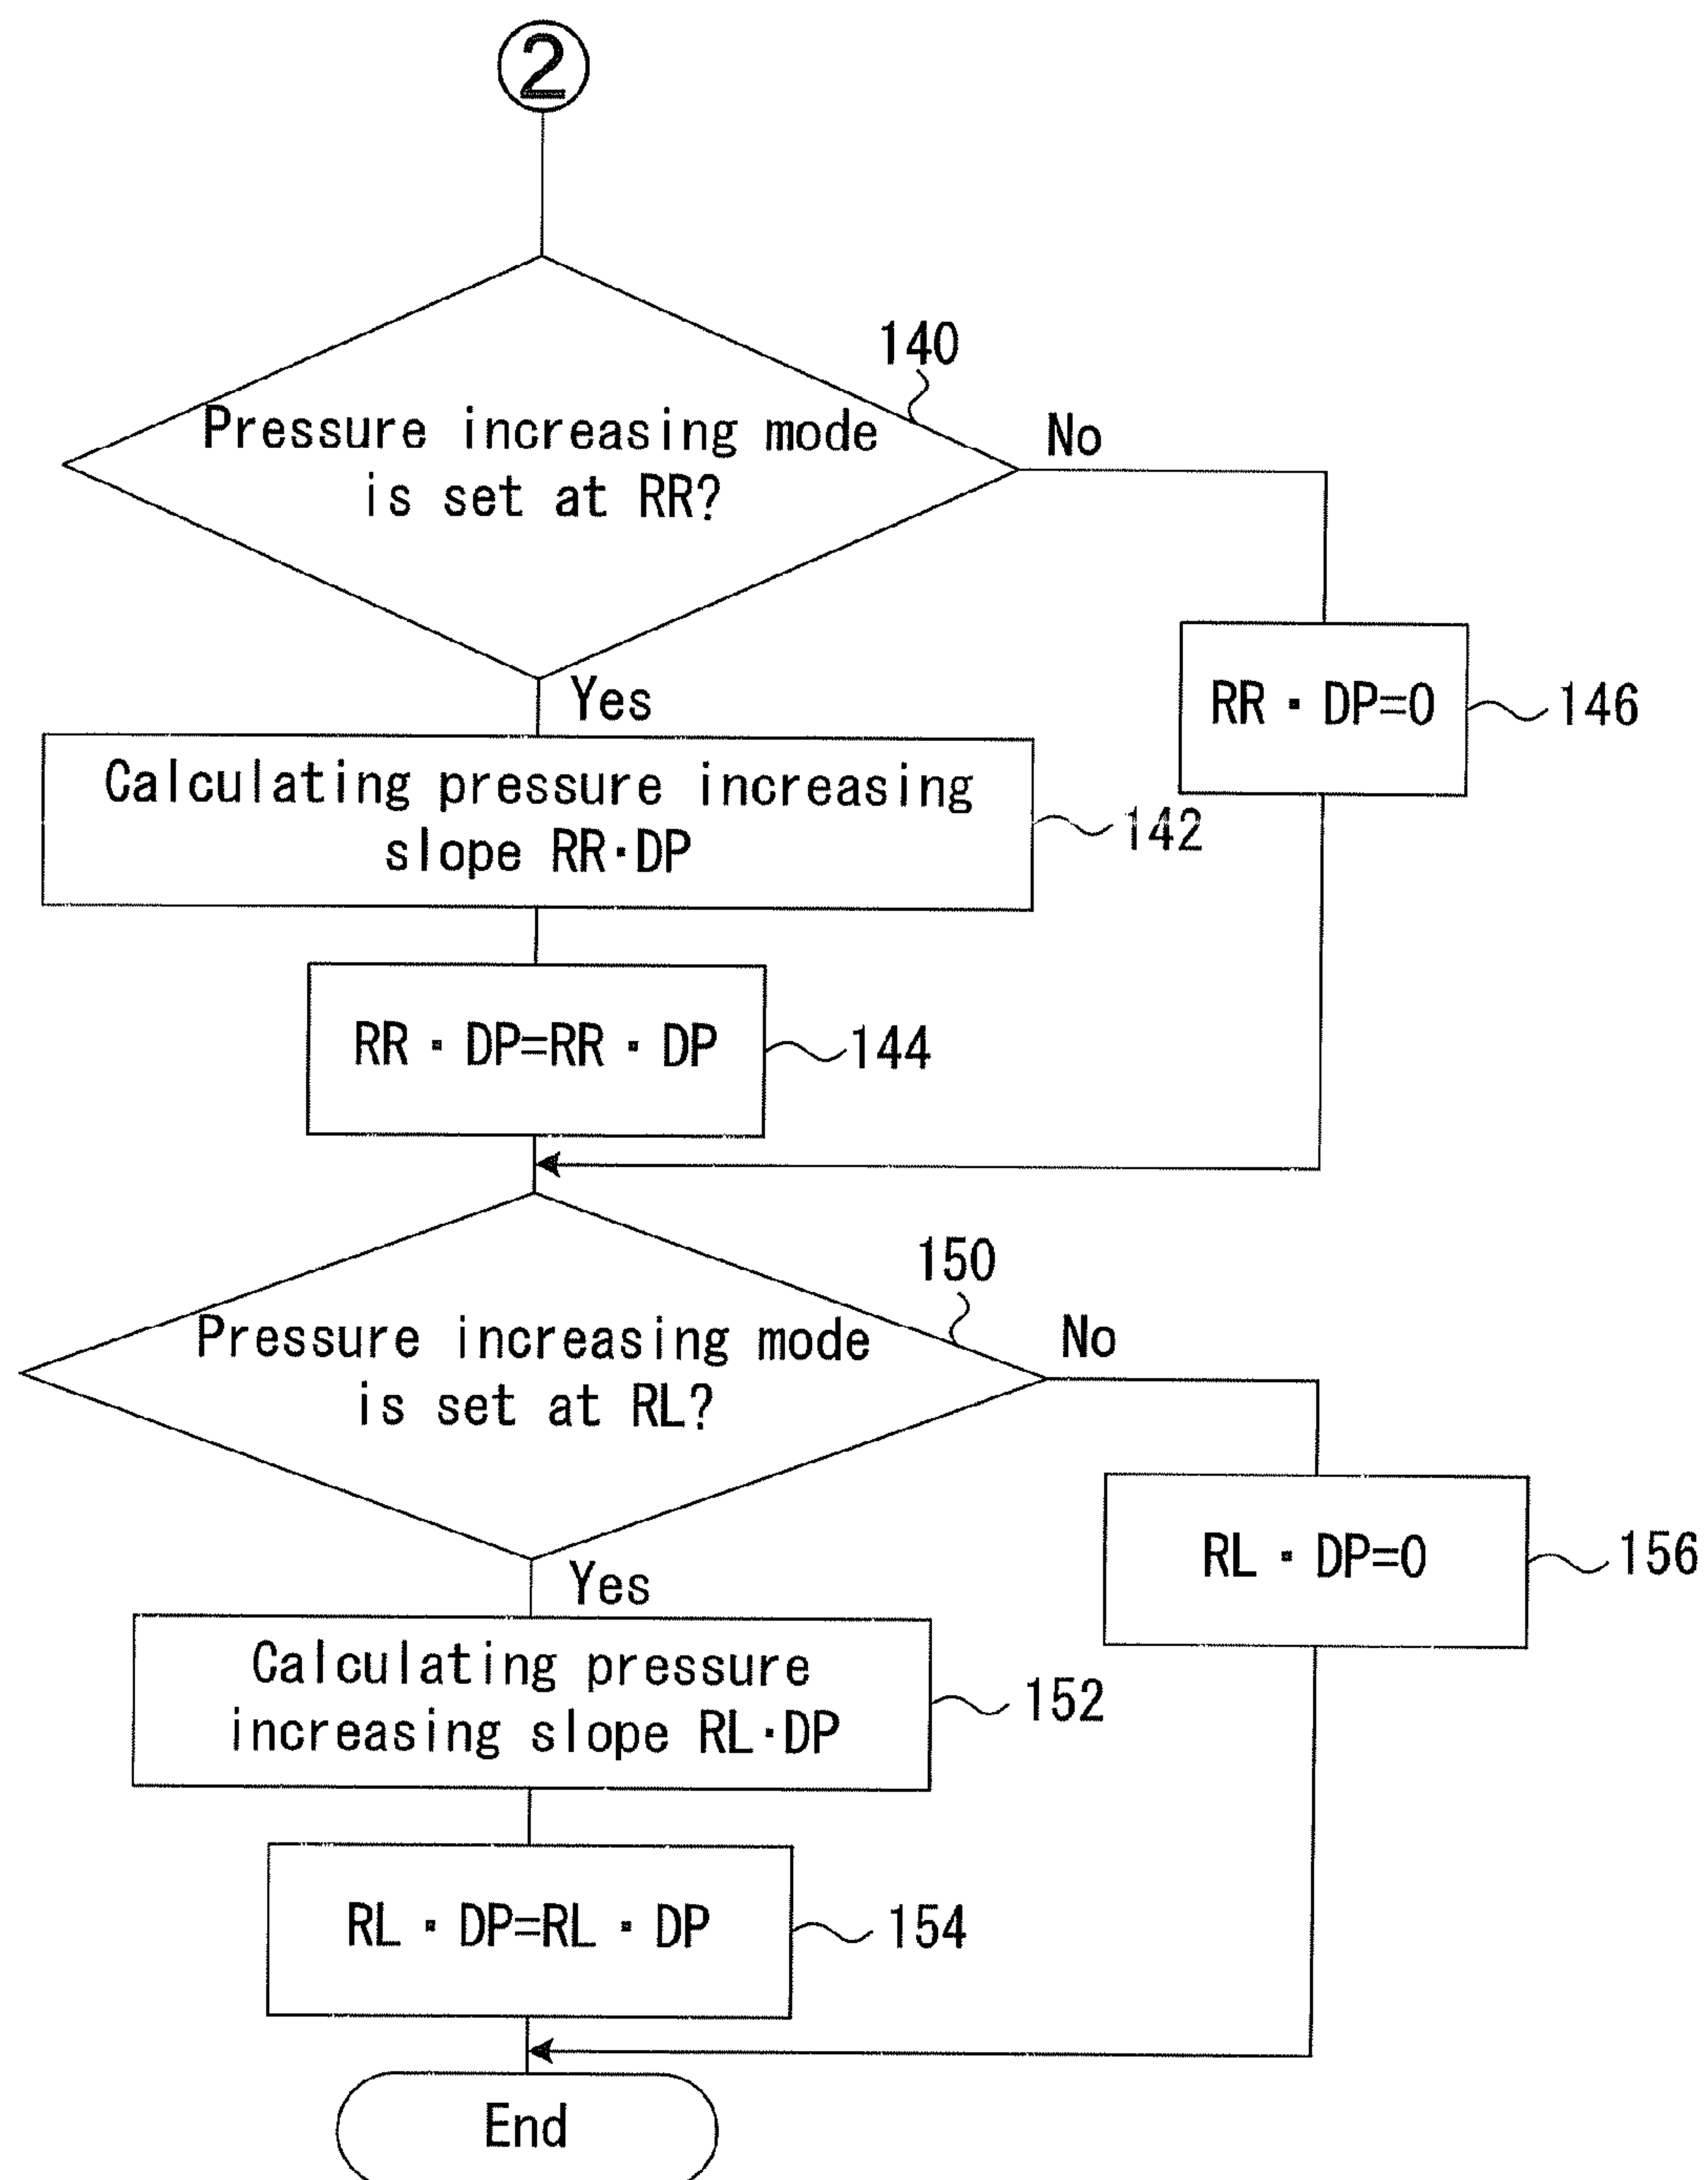 ②
140
Pressure increasing mode
is set at RR?
No
Yes
RR・DP=0
146
Calculating pressure increasing
slope RR・DP
142
RR・DP=RR・DP
144
150
Pressure increasing mode
is set at RL?
No
Yes
RL・DP=0
156
Calculating pressure
increasing slope RL・DP
152
RL・DP=RL・DP
154
End